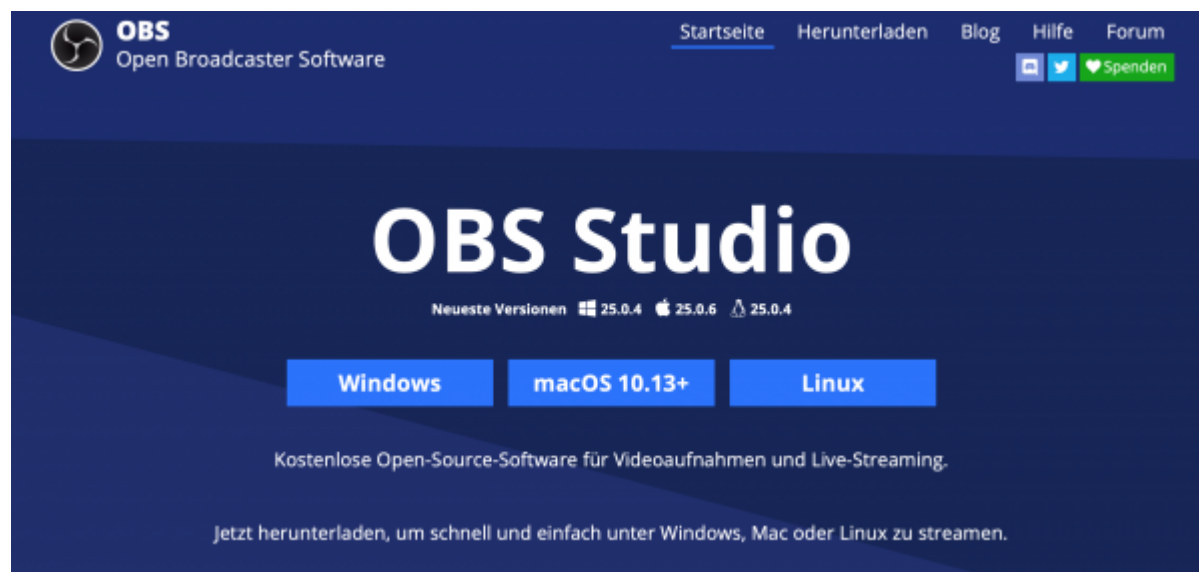 OBS
Open Broadcaster Software
Startseite Herunterladen Blog Hilfe Forum
Spenden
OBS Studio
Neueste Versionen 25.0.4 25.0.6 25.0.4
Windows macOS 10.13+ Linux
Kostenlose Open-Source-Software für Videoaufnahmen und Live-Streaming.
Jetzt herunterladen, um schnell und einfach unter Windows, Mac oder Linux zu streamen.